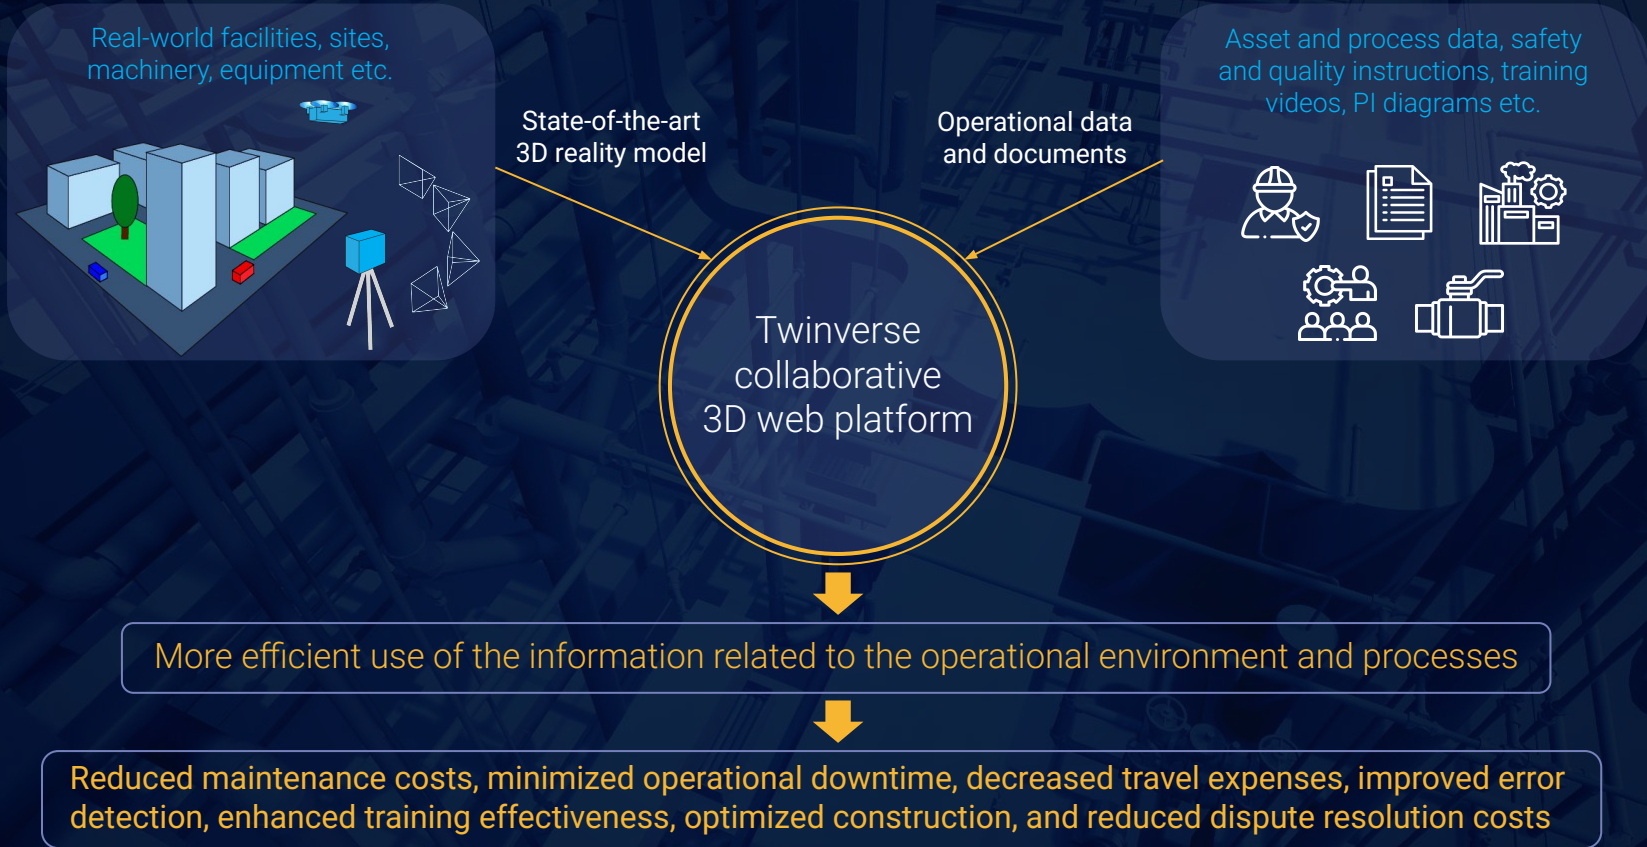 Real-world facilities, sites,
machinery, equipment etc.
State-of-the-art
3D reality model
Operational data
and documents
Asset and process data, safety
and quality instructions, training
videos, PI diagrams etc.
Twinverse
collaborative
3D web platform
More efficient use of the information related to the operational environment and processes
Reduced maintenance costs, minimized operational downtime, decreased travel expenses, improved error
detection, enhanced training effectiveness, optimized construction, and reduced dispute resolution costs